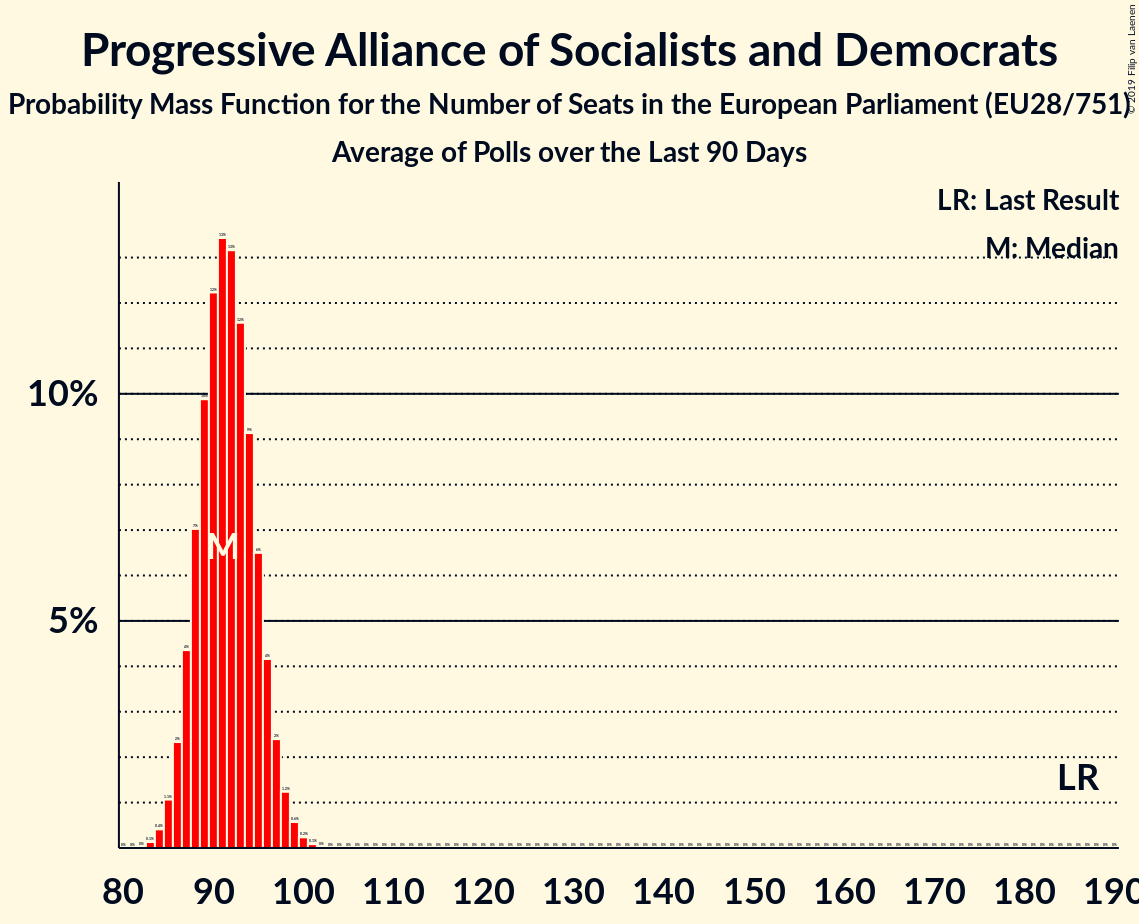 Progressive Alliance of Socialists and Democrats
© 2019 Filip van Laenen
Probability Mass Function for the Number of Seats in the European Parliament (EU28/751)
Average of Polls over the Last 90 Days
LR: Last Result
M: Median
10%
5%
M
LR
80 90 100 110 120 130 140 150 160 170 180 190